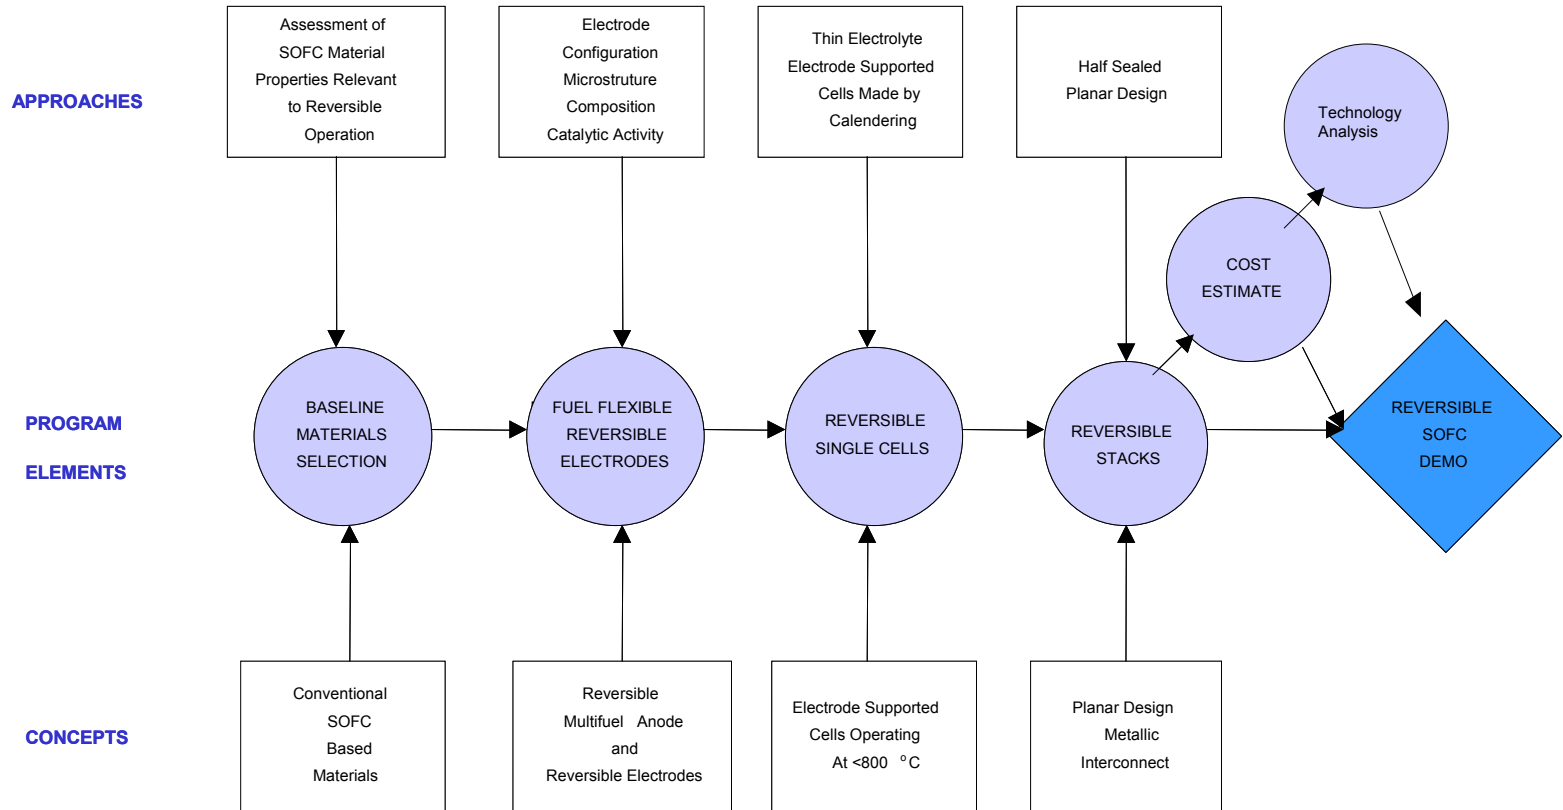 Assessment of
SOFC Material
Properties Relevant
to Reversible
Operation
Electrode
Configuration
Microstruture
Composition
Catalytic Activity
Thin Electrolyte
Electrode Supported
Cells Made by
Calendering
Half Sealed
Planar Design
APPROACHES
Technology
Analysis
COST
ESTIMATE
PROGRAM
ELEMENTS
BASELINE
MATERIALS
SELECTION
FUEL FLEXIBLE
REVERSIBLE
ELECTRODES
REVERSIBLE
SINGLE CELLS
REVERSIBLE
STACKS
REVERSIBLE
SOFC
DEMO
CONCEPTS
Conventional
SOFC
Based
Materials
Reversible
Multifuel Anode
and
Reversible Electrodes
Electrode Supported
Cells Operating
At <800 °C
Planar Design
Metallic
Interconnect